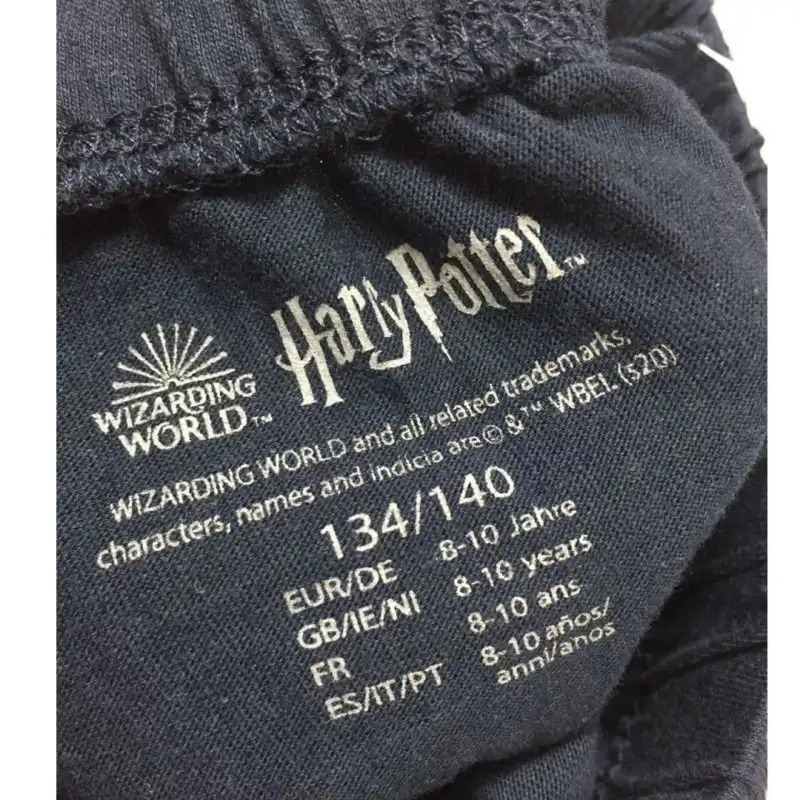 Harry Potter™
WIZARDING
WORLD™
WIZARDING WORLD and all related trademarks,
characters, names and indicia are © & ™ WBEI. (s20)
134/140
EUR/DE 8-10 Jahre
GB/IE/NI 8-10 years
FR 8-10 ans
ES/IT/PT 8-10 años/
anni/anos